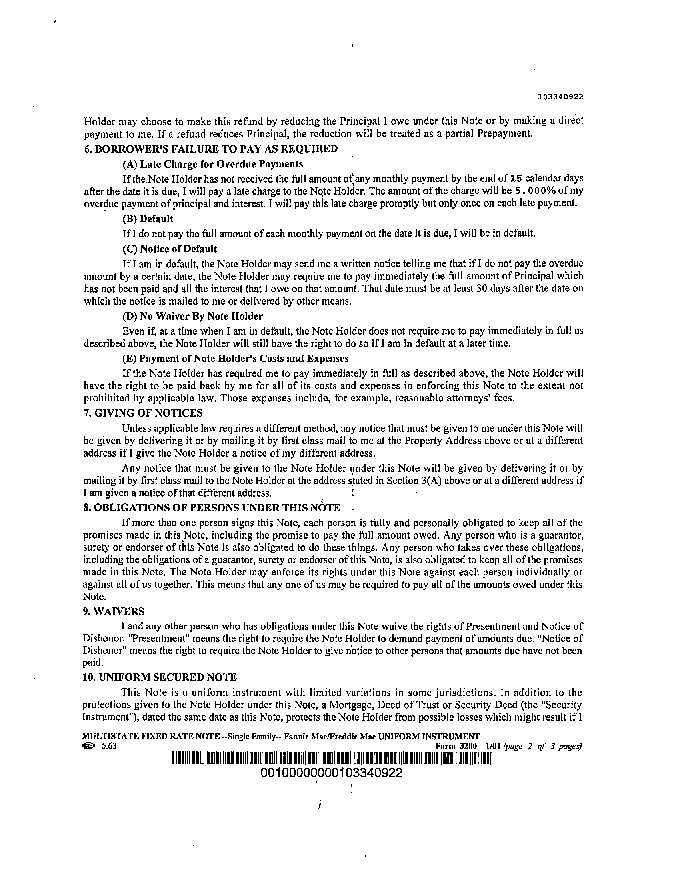 103340922
Holder may choose to make this refund by reducing the Principal I owe under this Note or by making a direct
payment to me. If a refund reduces Principal, the reduction will be treated as a partial Prepayment.
6. BORROWER'S FAILURE TO PAY AS REQUIRED
(A) Late Charge for Overdue Payments
If the Note Holder has not received the full amount of any monthly payment by the end of 15 calendar days
after the date it is due, I will pay a late charge to the Note Holder. The amount of the charge will be 5.000% of my
overdue payment of principal and interest. I will pay this late charge promptly but only once on each late payment.
(B) Default
If I do not pay the full amount of each monthly payment on the date it is due, I will be in default.
(C) Notice of Default
If I am in default, the Note Holder may send me a written notice telling me that if I do not pay the overdue
amount by a certain date, the Note Holder may require me to pay immediately the full amount of Principal which
has not been paid and all the interest that I owe on that amount. That date must be at least 30 days after the date on
which the notice is mailed to me or delivered by other means.
(D) No Waiver By Note Holder
Even if, at a time when I am in default, the Note Holder does not require me to pay immediately in full as
described above, the Note Holder will still have the right to do so if I am in default at a later time.
(E) Payment of Note Holder's Costs and Expenses
If the Note Holder has required me to pay immediately in full as described above, the Note Holder will
have the right to be paid back by me for all of its costs and expenses in enforcing this Note to the extent not
prohibited by applicable law. Those expenses include, for example, reasonable attorneys' fees.
7. GIVING OF NOTICES
Unless applicable law requires a different method, any notice that must be given to me under this Note will
be given by delivering it or by mailing it by first class mail to me at the Property Address above or at a different
address if I give the Note Holder a notice of my different address.
Any notice that must be given to the Note Holder under this Note will be given by delivering it or by
mailing it by first class mail to the Note Holder at the address stated in Section 3(A) above or at a different address if
I am given a notice of that different address.
8. OBLIGATIONS OF PERSONS UNDER THIS NOTE
If more than one person signs this Note, each person is fully and personally obligated to keep all of the
promises made in this Note, including the promise to pay the full amount owed. Any person who is a guarantor,
surety or endorser of this Note is also obligated to do these things. Any person who takes over these obligations,
including the obligations of a guarantor, surety or endorser of this Note, is also obligated to keep all of the promises
made in this Note. The Note Holder may enforce its rights under this Note against each person individually or
against all of us together. This means that any one of us may be required to pay all of the amounts owed under this
Note.
9. WAIVERS
I and any other person who has obligations under this Note waive the rights of Presentment and Notice of
Dishonor. "Presentment" means the right to require the Note Holder to demand payment of amounts due. "Notice of
Dishonor" means the right to require the Note Holder to give notice to other persons that amounts due have not been
paid.
10. UNIFORM SECURED NOTE
This Note is a uniform instrument with limited variations in some jurisdictions. In addition to the
protections given to the Note Holder under this Note, a Mortgage, Deed of Trust or Security Deed (the "Security
Instrument"), dated the same date as this Note, protects the Note Holder from possible losses which might result if I
MULTISTATE FIXED RATE NOTE--Single Family-- Fannie Mae/Freddie Mac UNIFORM INSTRUMENT
5.63 Form 3200 1/01 (page 2 of 3 pages)
00100000000103340922